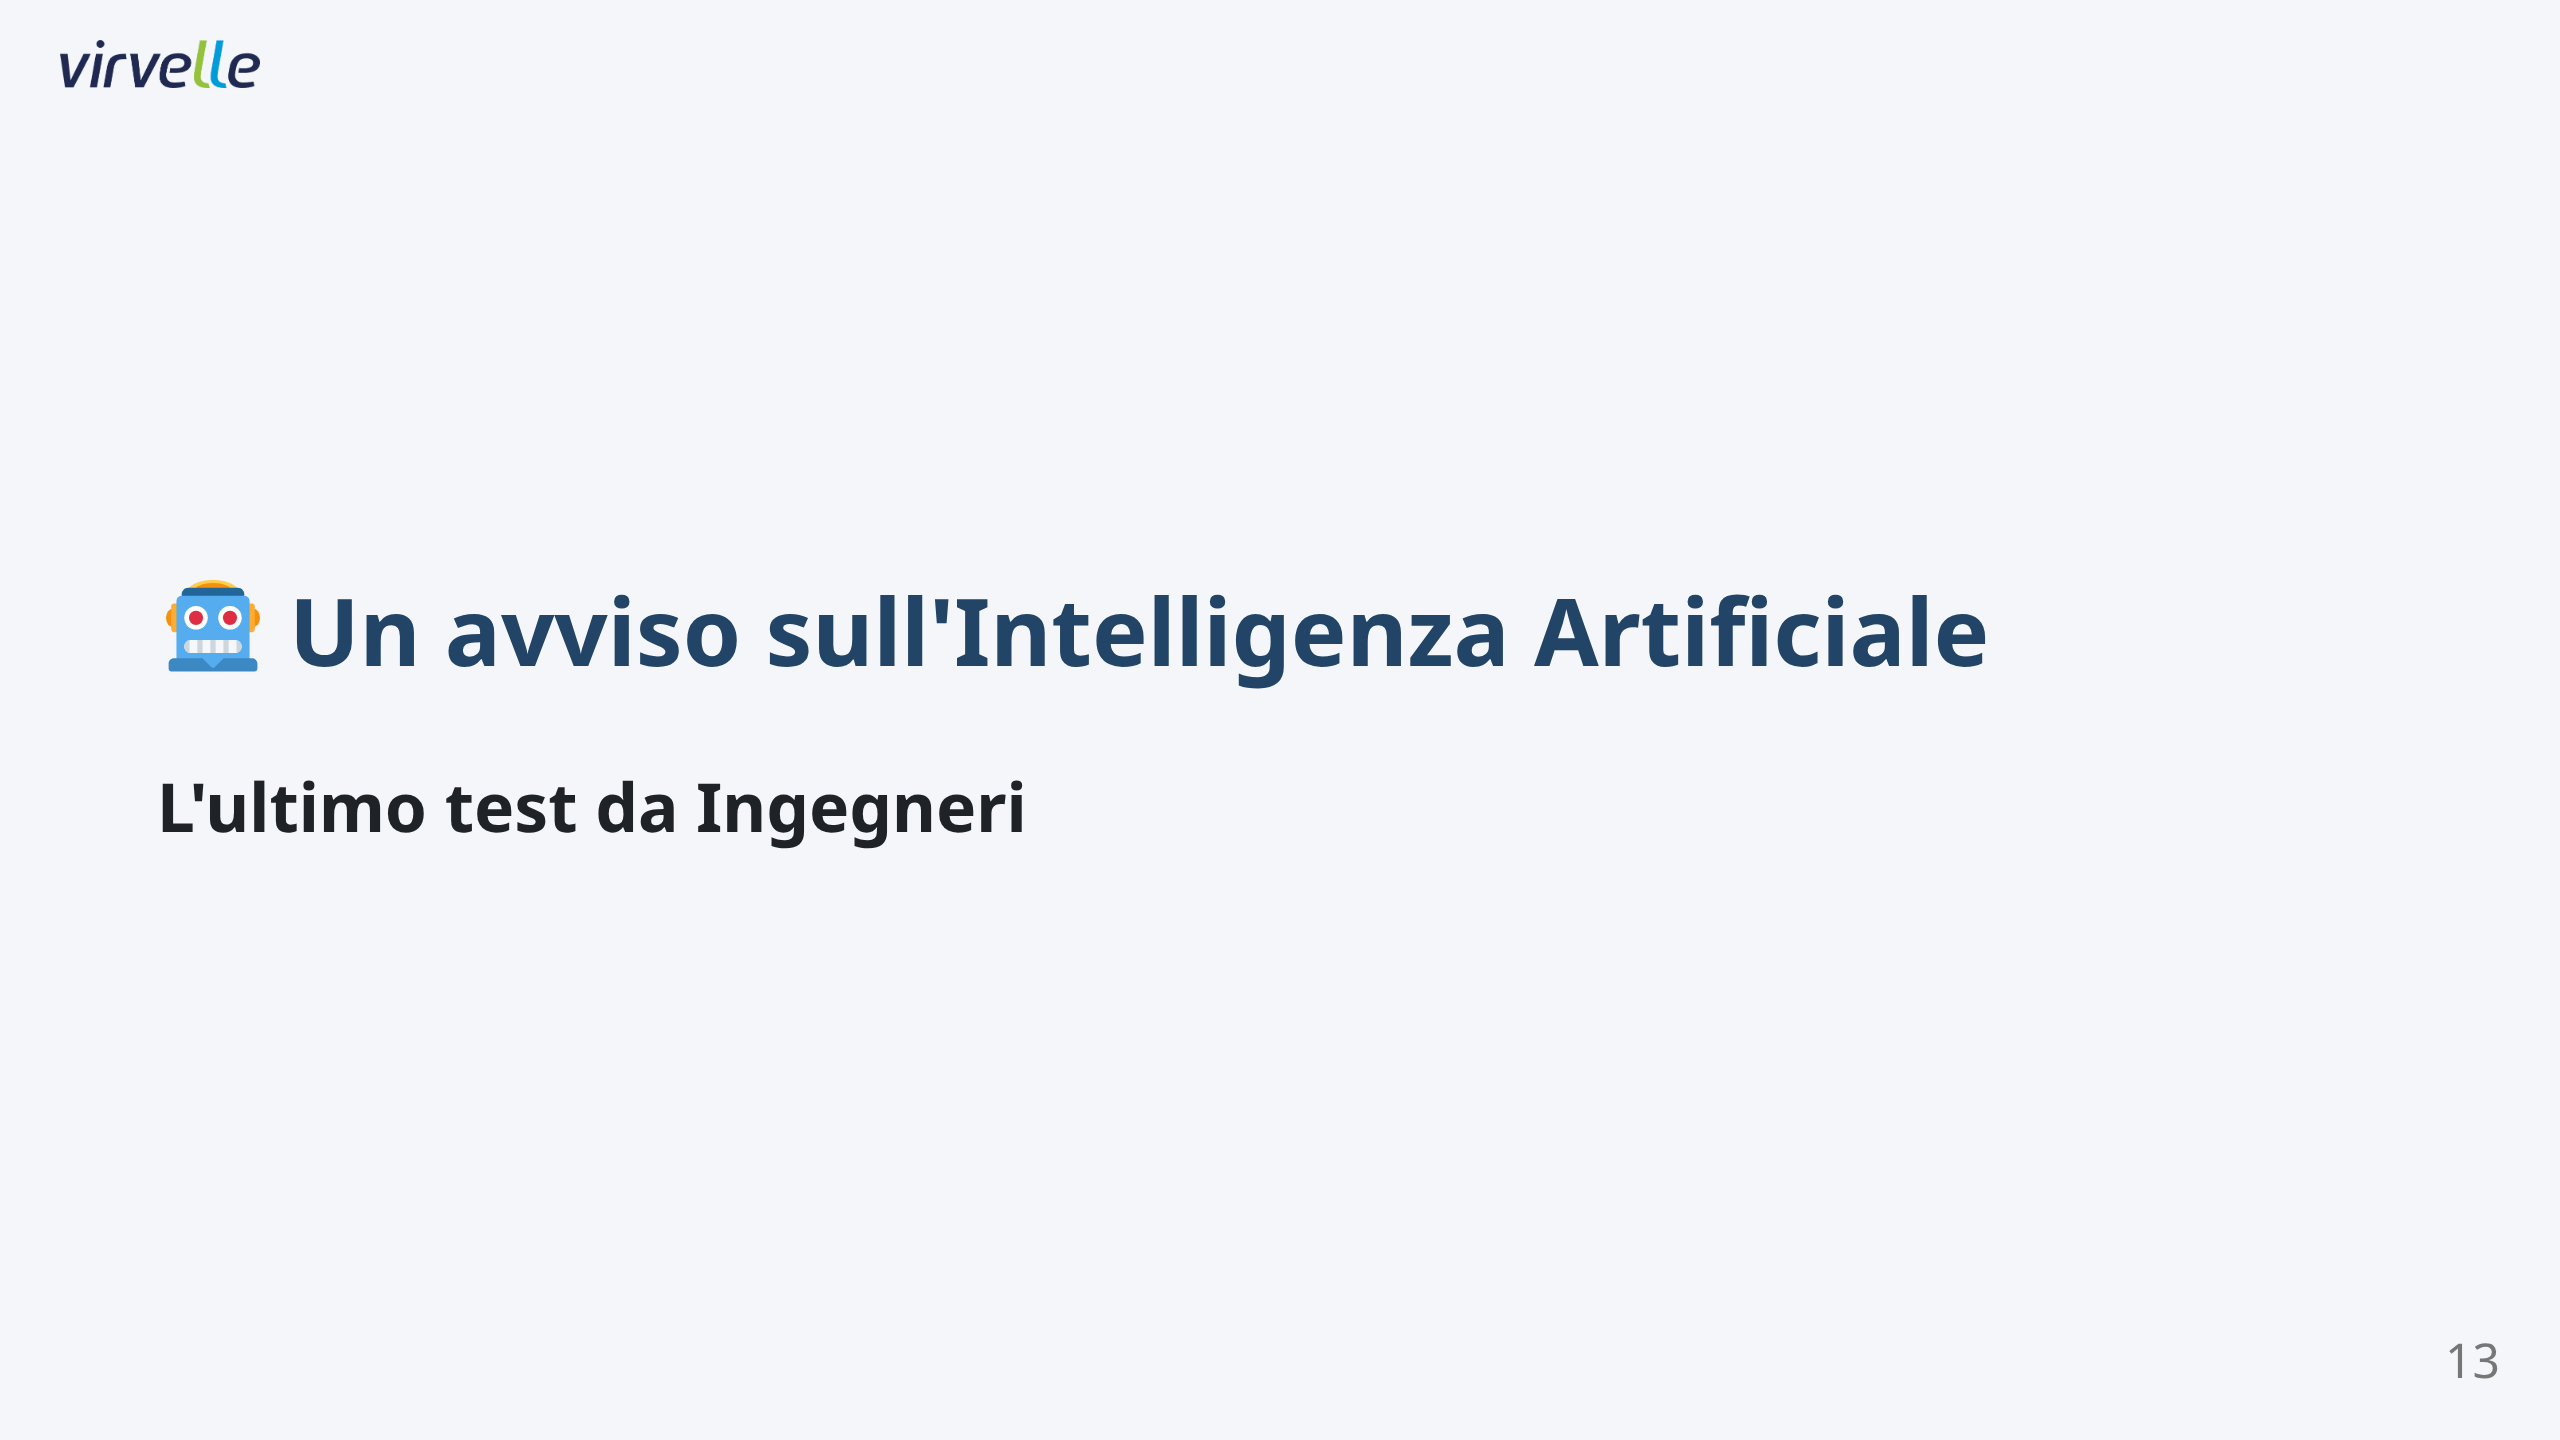 virvelle
🤖 Un avviso sull'Intelligenza Artificiale
L'ultimo test da Ingegneri
13